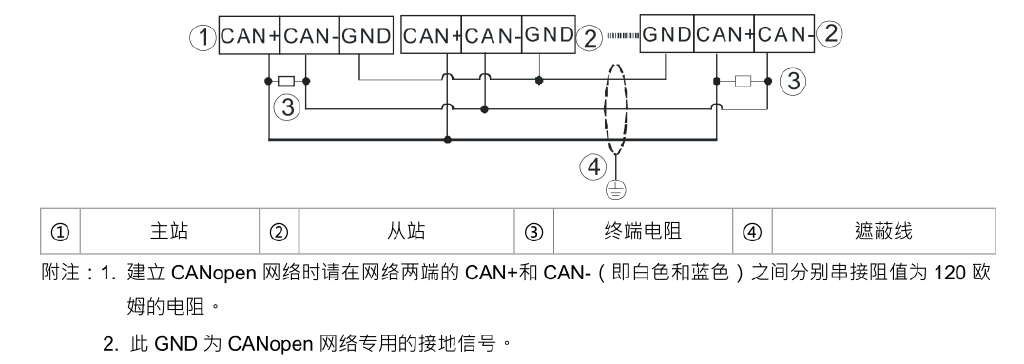 ① CAN+ CAN- GND CAN+ CAN- GND ② GND CAN+ CAN- ②
③ ③
④
① 主站 ② 从站 ③ 终端电阻 ④ 遮蔽线
附注：1. 建立 CANopen 网络时请在网络两端的 CAN+和 CAN-（即白色和蓝色）之间分别串接阻值为 120 欧
姆的电阻。
2. 此 GND 为 CANopen 网络专用的接地信号。